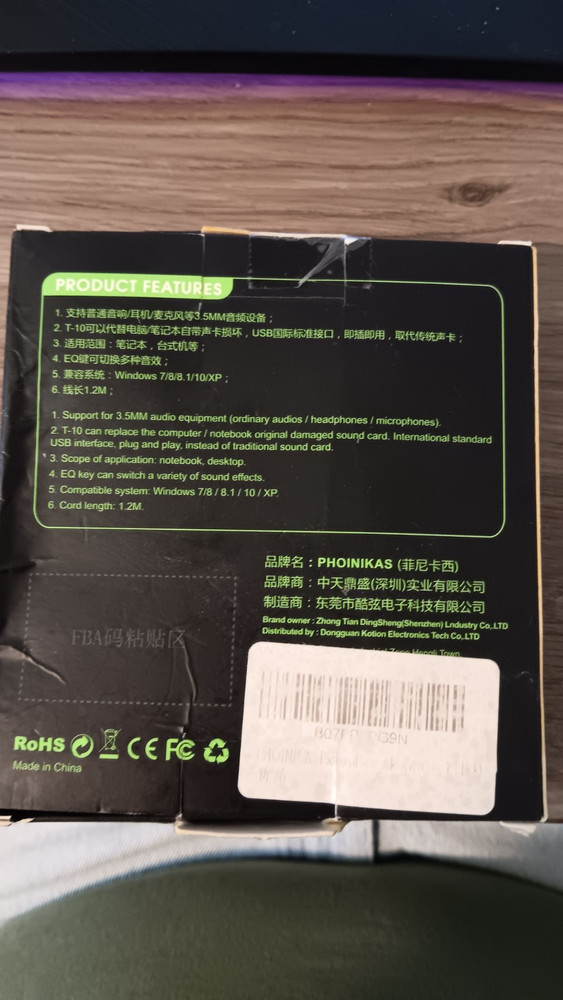 PRODUCT FEATURES
1. 支持普通音响/耳机/麦克风等3.5MM音频设备；
2. T-10可以代替电脑/笔记本自带声卡损坏，USB国际标准接口，即插即用，取代传统声卡；
3. 适用范围：笔记本，台式机等；
4. EQ键可切换多种音效；
5. 兼容系统：Windows 7/8/8.1/10/XP；
6. 线长1.2M；
1. Support for 3.5MM audio equipment (ordinary audios / headphones / microphones).
2. T-10 can replace the computer / notebook original damaged sound card. International standard
USB interface, plug and play, instead of traditional sound card.
3. Scope of application: notebook, desktop.
4. EQ key can switch a variety of sound effects.
5. Compatible system: Windows 7/8 / 8.1 / 10 / XP.
6. Cord length: 1.2M.
品牌名：PHOINIKAS (菲尼卡西)
品牌商：中天鼎盛(深圳)实业有限公司
制造商：东莞市酷弦电子科技有限公司
Brand owner : Zhong Tian DingSheng(Shenzhen) Lndustry Co,.LTD
Distributed by : Dongguan Kotion Electronics Tech Co,.LTD
Zone Hengli Town
FBA码粘贴区
RoHS CE FC
Made in China